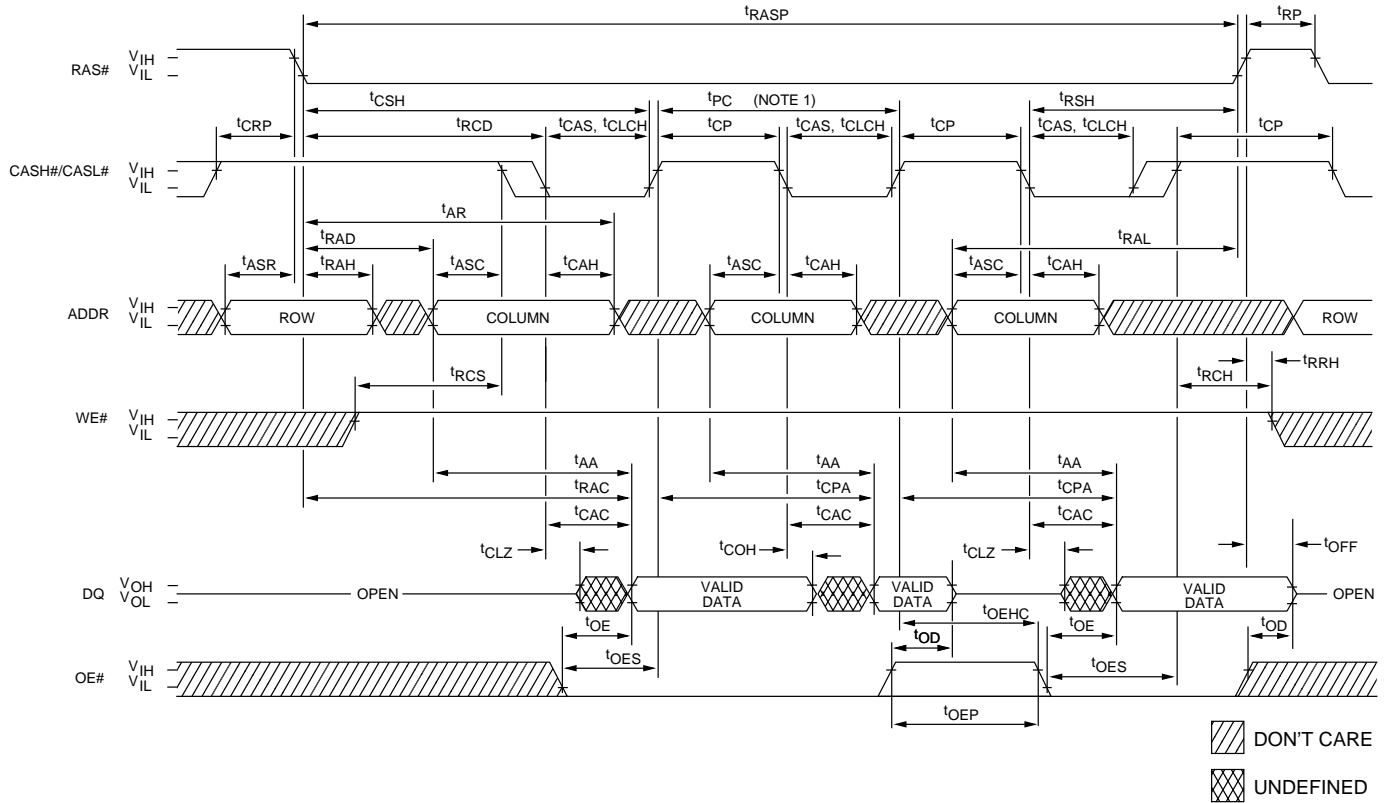 tRASP tRP
RAS# VIH
VIL
tCSH tPC (NOTE 1) tRSH
tCRP tRCD tCAS, tCLCH tCP tCAS, tCLCH tCP tCAS, tCLCH tCP
CASH#/CASL# VIH
VIL
tAR
tRAD tRAL
tASR tRAH tASC tCAH tASC tCAH tASC tCAH
ADDR VIH
VIL
ROW COLUMN COLUMN COLUMN ROW
tRRH
tRCS tRCH
WE# VIH
VIL
tAA tAA tAA
tRAC tCPA tCPA
tCAC tCAC tCAC
tCLZ tCOH tCLZ tOFF
DQ VOH
VOL
OPEN VALID DATA VALID DATA VALID DATA OPEN
tOE tOEHC tOE tOD
tOES tOD tOES
OE# VIH
VIL
tOEP
DON'T CARE
UNDEFINED